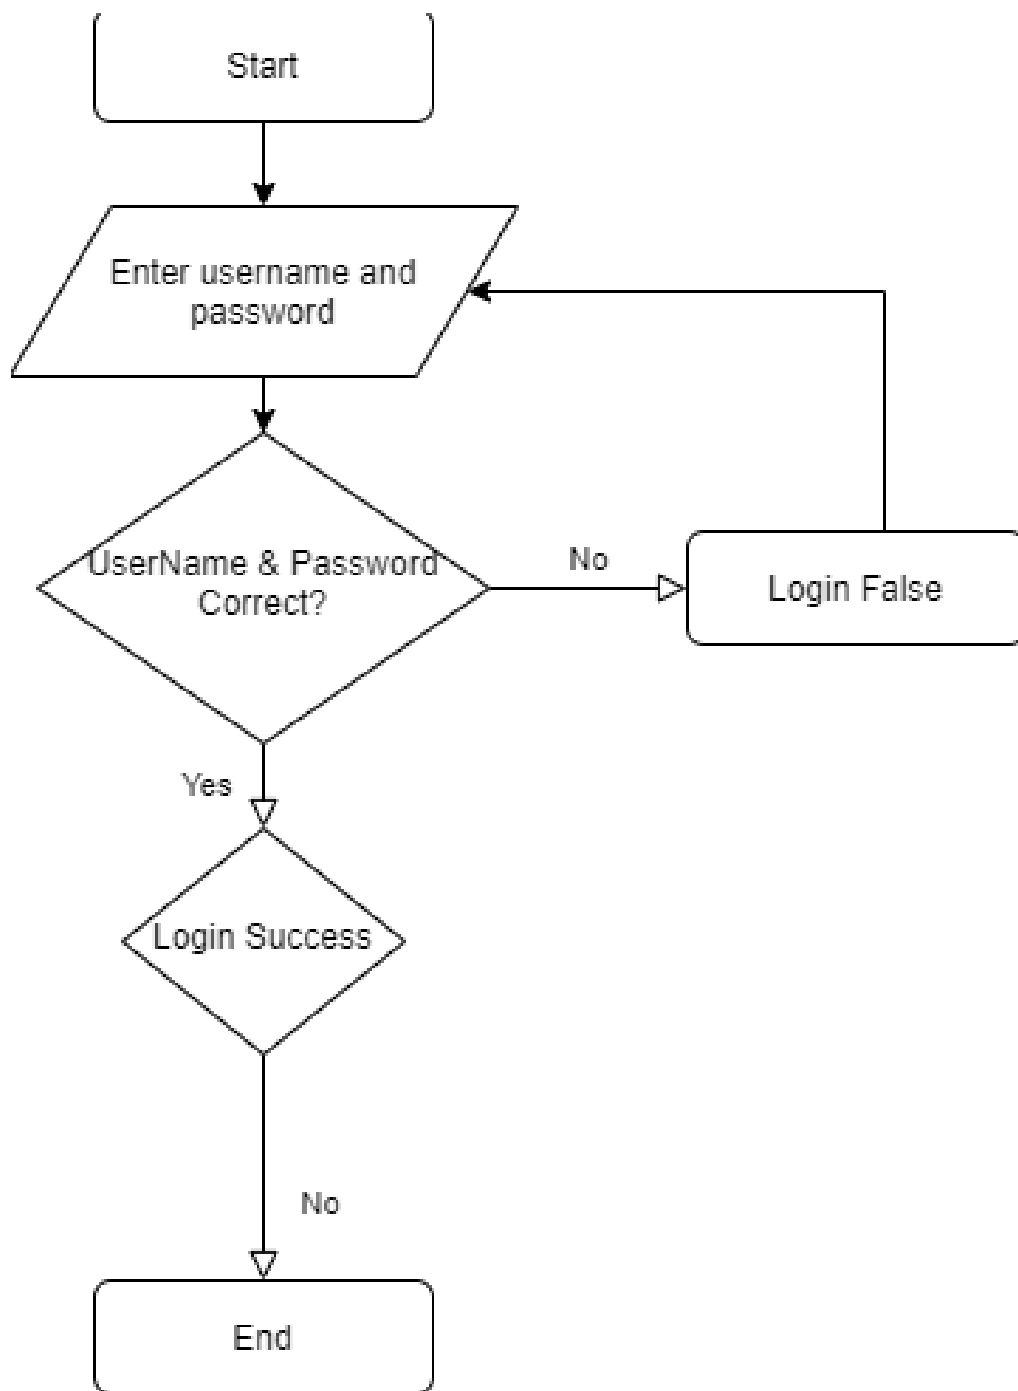 Start
Enter username and
password
UserName & Password
Correct?
No
Login False
Yes
Login Success
No
End